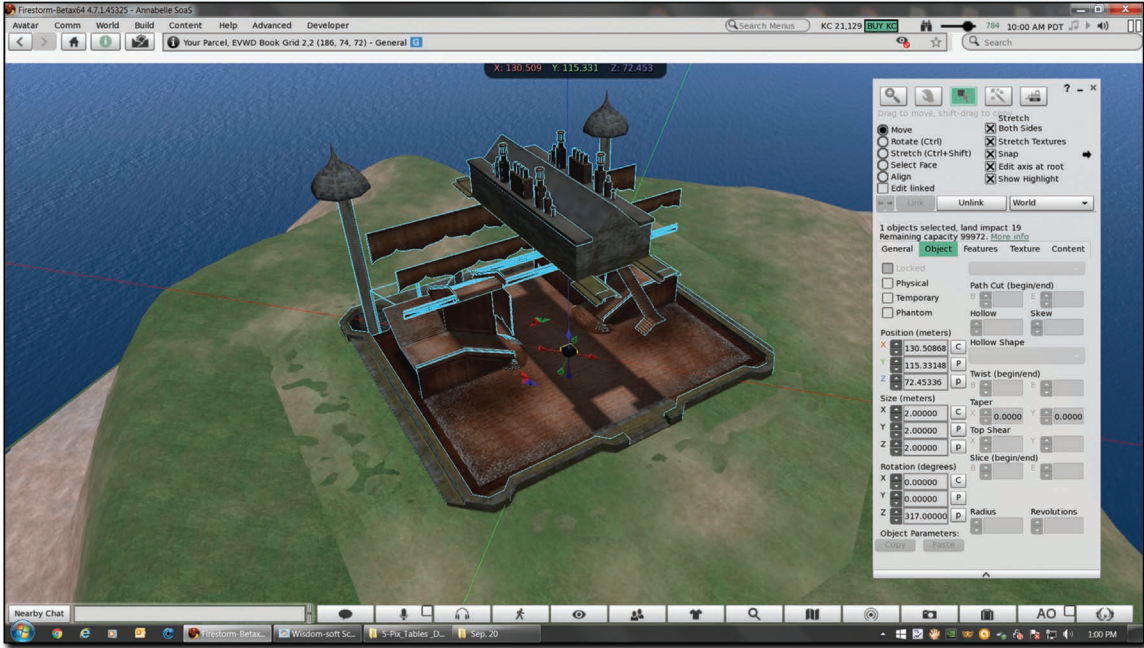 Firestorm-Betax64 4.7.1.45325 - Annabelle SoaS
Avatar Comm World Build Content Help Advanced Developer
Search Menus KC 21,129 BUY KC 784 10:00 AM PDT
Your Parcel, EVWD Book Grid 2,2 (186, 74, 72) - General G
Search
X: 130.509 Y: 115.331 Z: 72.453
? _ ×
Drag to move, shift-drag to copy
Stretch
Move Both Sides
Rotate (Ctrl) Stretch Textures
Stretch (Ctrl+Shift) Snap
Select Face Edit axis at root
Align Show Highlight
Edit linked
Link Unlink World
1 objects selected, land impact 19
Remaining capacity 99972. More info
General Object Features Texture Content
Locked
Physical Path Cut (begin/end)
Temporary B E
Phantom Hollow Skew
Position (meters)
X 130.50868 C Hollow Shape
Y 115.33148 P
Z 72.45336 p Twist (begin/end)
B E
Size (meters) Taper
X 2.00000 C X 0.0000 Y 0.0000
Y 2.00000 P Top Shear
Z 2.00000 p X Y
Slice (begin/end)
Rotation (degrees) B E
X 0.00000 C
Y 0.00000 P
Z 317.00000 p Radius Revolutions
Object Parameters:
Copy Paste
Nearby Chat AO
Firestorm-Betax... Wisdom-soft Sc... 5-Pix_Tables _D... Sep. 20 1:00 PM